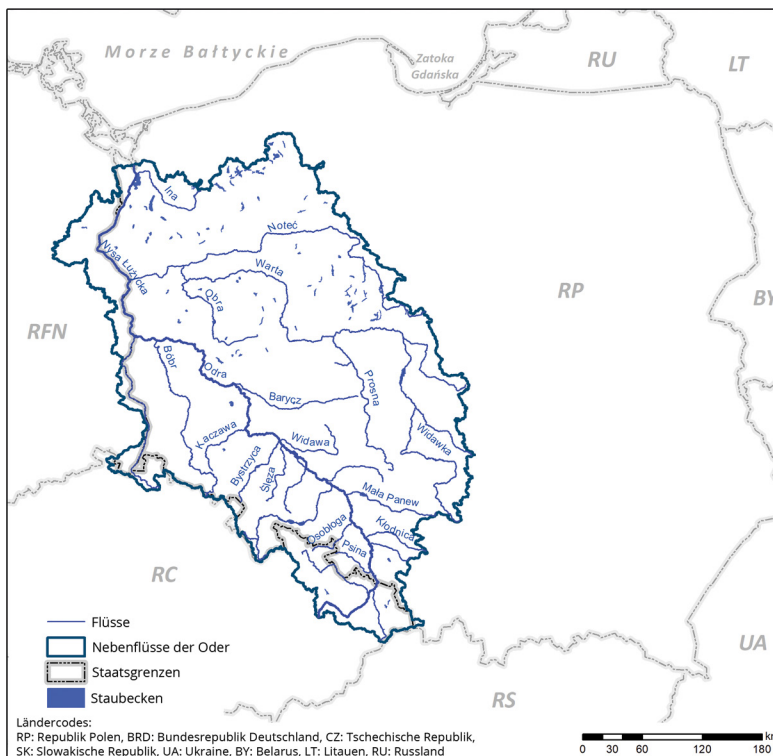 Morze Bałtyckie
Zatoka
Gdańska
RU
LT
Ina
Noteć
Nysa Łużycka
Warta
Obra
RP
BY
RFN
Bóbr
Odra
Prosna
Barycz
Kaczawa
Widawa
Widawka
Bystrzyca
Ślęza
Mała Panew
Osobłoga
Kłodnica
Psina
RC
Flüsse
Nebenflüsse der Oder
Staatsgrenzen
Staubecken
UA
RS
Ländercodes:
RP: Republik Polen, BRD: Bundesrepublik Deutschland, CZ: Tschechische Republik,
SK: Slowakische Republik, UA: Ukraine, BY: Belarus, LT: Litauen, RU: Russland
km
0 30 60 120 180